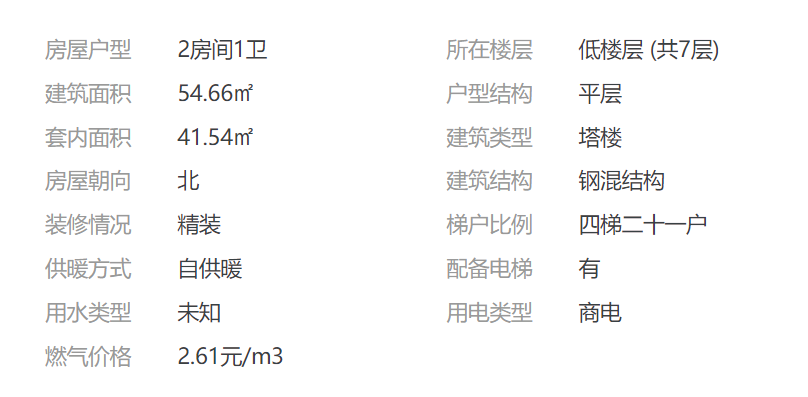 房屋户型 2房间1卫 所在楼层 低楼层 (共7层)
建筑面积 54.66㎡ 户型结构 平层
套内面积 41.54㎡ 建筑类型 塔楼
房屋朝向 北 建筑结构 钢混结构
装修情况 精装 梯户比例 四梯二十一户
供暖方式 自供暖 配备电梯 有
用水类型 未知 用电类型 商电
燃气价格 2.61元/m3